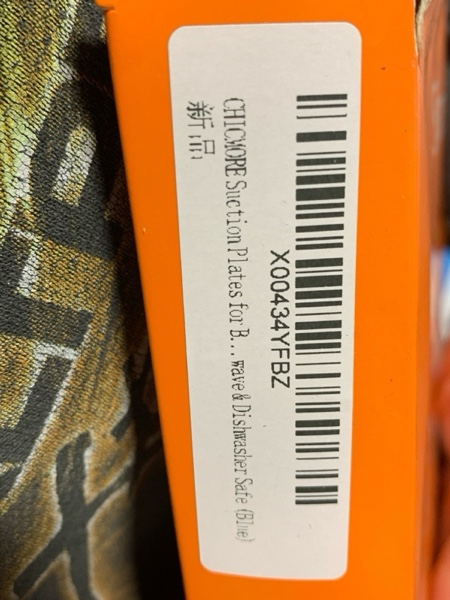 X00434YFBZ
CHICMORE Suction Plates for B...wave & Dishwasher Safe (Blue)
新品